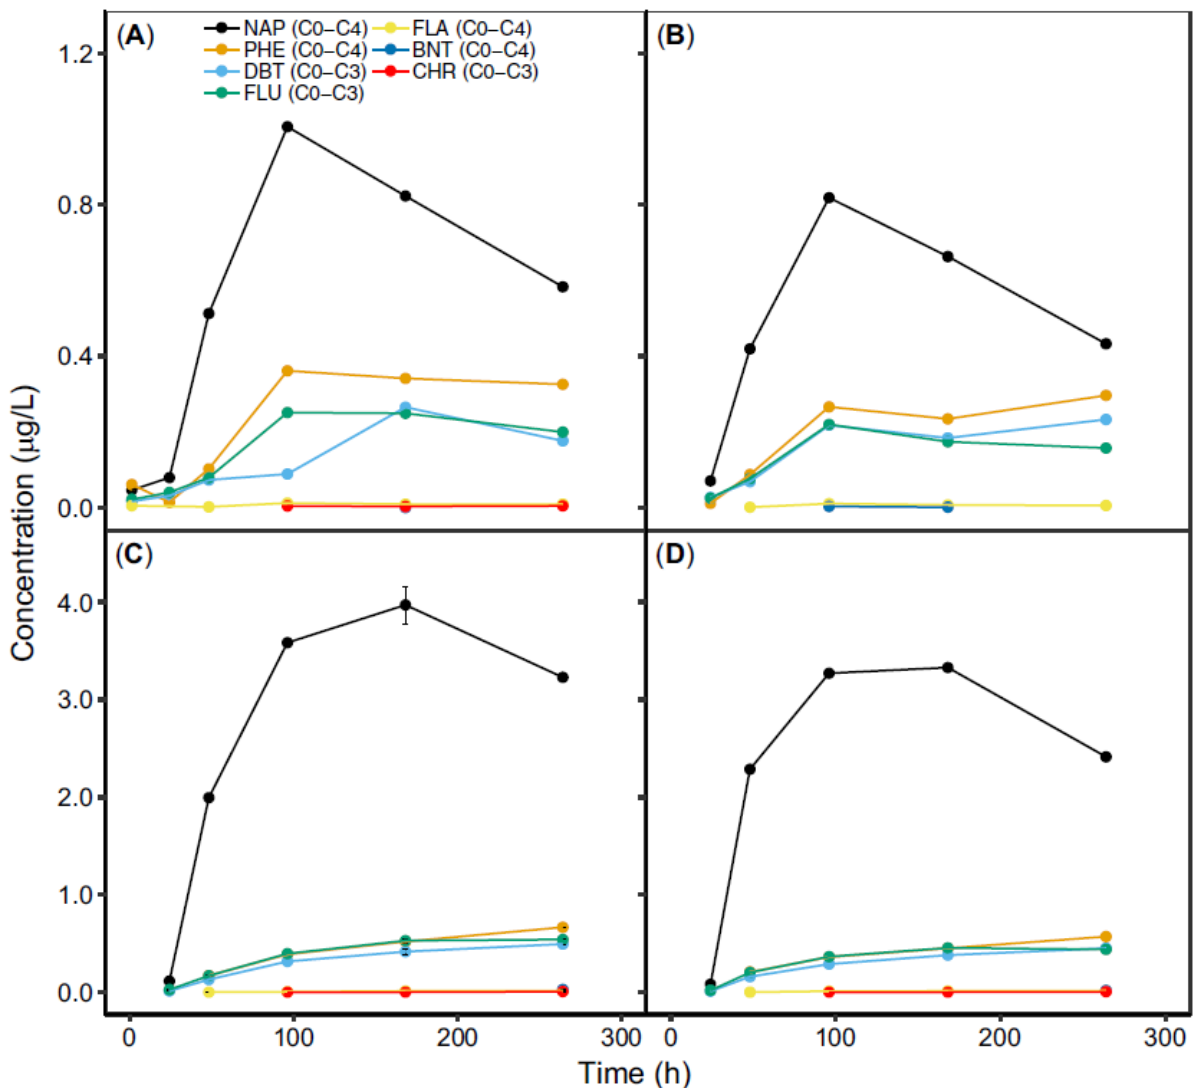 (A)
NAP (C0−C4)
FLA (C0−C4)
PHE (C0−C4)
BNT (C0−C4)
DBT (C0−C3)
CHR (C0−C3)
FLU (C0−C3)
(B)
1.2
0.8
0.4
0.0
(C)
(D)
4.0
3.0
2.0
1.0
0.0
Concentration (µg/L)
0
100
200
300
0
100
200
300
Time (h)